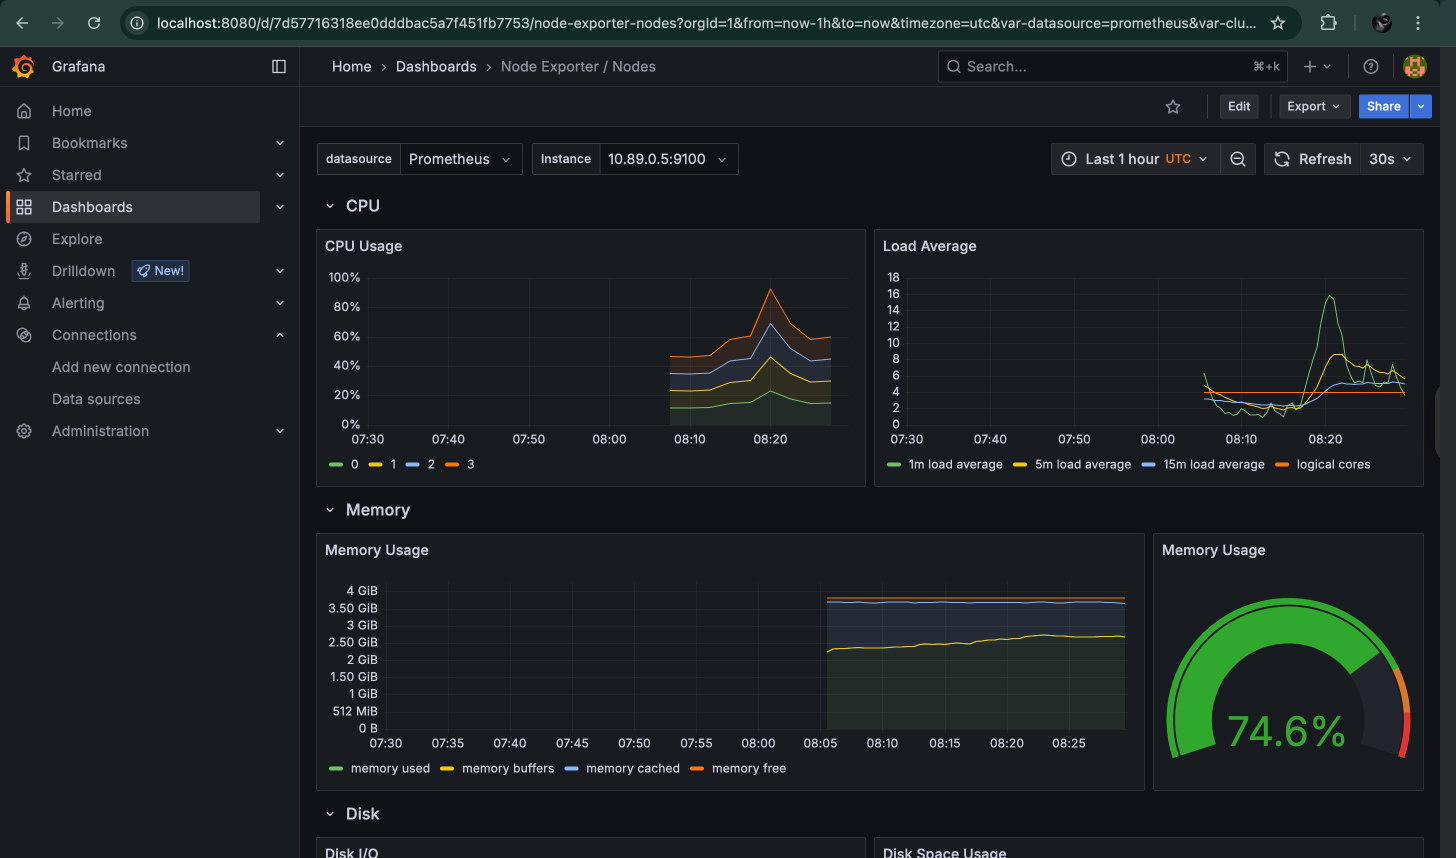 localhost:8080/d/7d57716318ee0dddbac5a7f451fb7753/node-exporter-nodes?orgId=1&from=now-1h&to=now&timezone=utc&var-datasource=prometheus&var-clu...
Grafana
Home › Dashboards › Node Exporter / Nodes
Search... ⌘+k
Home
Bookmarks
Starred
Dashboards
Explore
Drilldown New!
Alerting
Connections
Add new connection
Data sources
Administration
Edit Export Share
datasource Prometheus Instance 10.89.0.5:9100
Last 1 hour UTC Refresh 30s
CPU
CPU Usage
100%
80%
60%
40%
20%
0%
07:30 07:40 07:50 08:00 08:10 08:20
0 1 2 3
Load Average
18
16
14
12
10
8
6
4
2
0
07:30 07:40 07:50 08:00 08:10 08:20
1m load average 5m load average 15m load average logical cores
Memory
Memory Usage
4 GiB
3.50 GiB
3 GiB
2.50 GiB
2 GiB
1.50 GiB
1 GiB
512 MiB
0 B
07:30 07:35 07:40 07:45 07:50 07:55 08:00 08:05 08:10 08:15 08:20 08:25
memory used memory buffers memory cached memory free
Memory Usage
74.6%
Disk
Disk I/O
Disk Space Usage